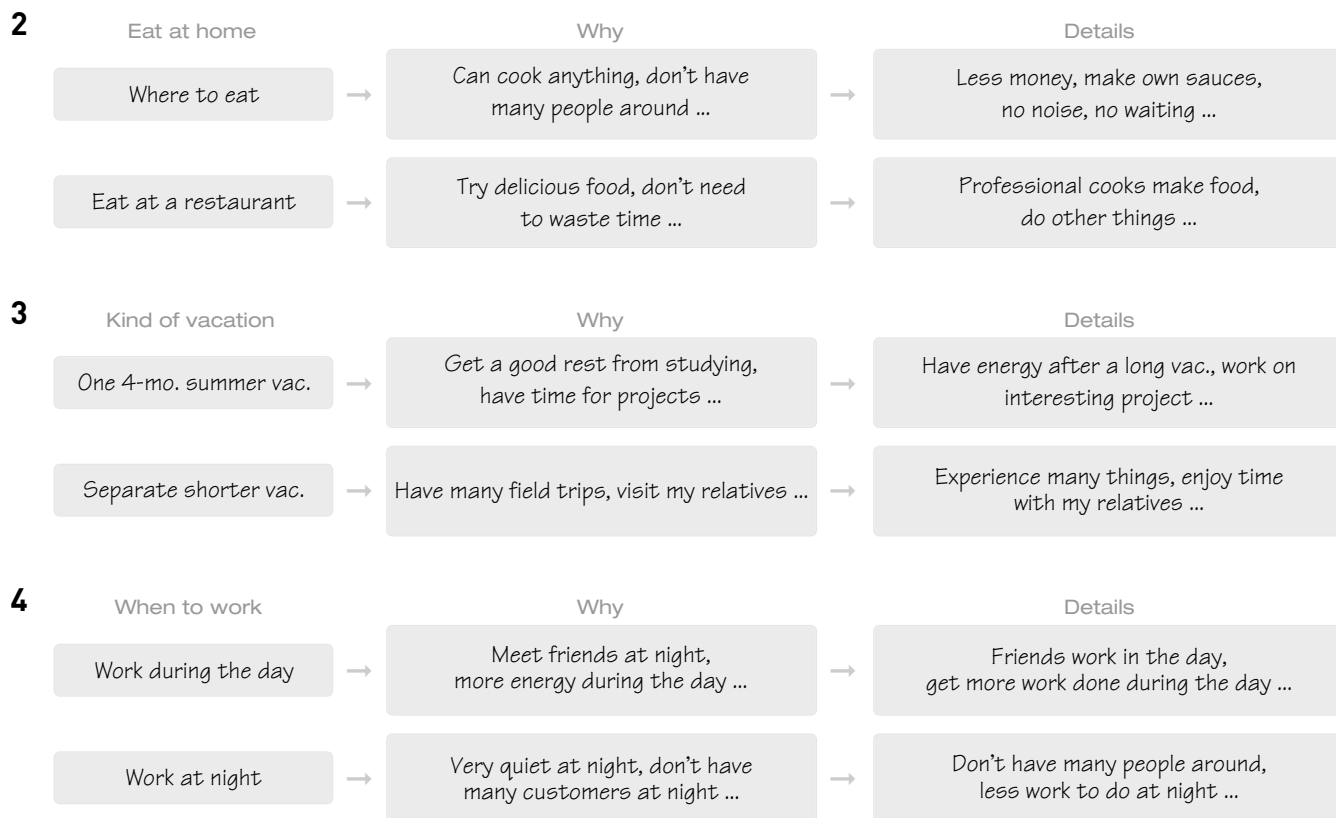 2
Eat at home
Why
Details
Where to eat
Can cook anything, don't have
many people around ...
Less money, make own sauces,
no noise, no waiting ...
Eat at a restaurant
Try delicious food, don't need
to waste time ...
Professional cooks make food,
do other things ...
3
Kind of vacation
Why
Details
One 4-mo. summer vac.
Get a good rest from studying,
have time for projects ...
Have energy after a long vac., work on
interesting project ...
Separate shorter vac.
Have many field trips, visit my relatives ...
Experience many things, enjoy time
with my relatives ...
4
When to work
Why
Details
Work during the day
Meet friends at night,
more energy during the day ...
Friends work in the day,
get more work done during the day ...
Work at night
Very quiet at night, don't have
many customers at night ...
Don't have many people around,
less work to do at night ...